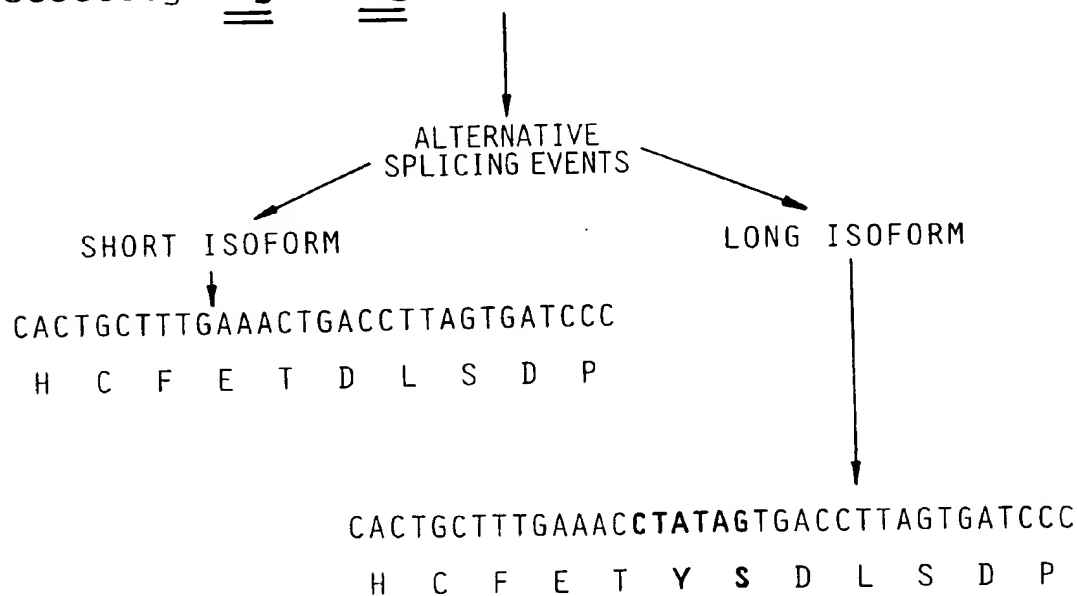 ALTERNATIVE
SPLICING EVENTS
SHORT ISOFORM
LONG ISOFORM
CACTGCTTTGAAACTGACCTTAGTGATCCC
H C F E T D L S D P
CACTGCTTTGAAACCTATAGTGACCTTAGTGATCCC
H C F E T Y S D L S D P